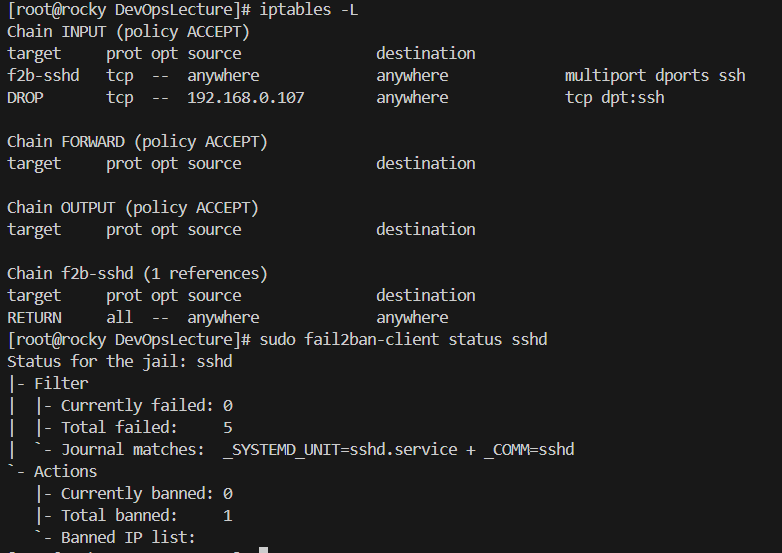 [root@rocky DevOpsLecture]# iptables -L
Chain INPUT (policy ACCEPT)
target     prot opt source               destination
f2b-sshd   tcp  --  anywhere             anywhere             multiport dports ssh
DROP       tcp  --  192.168.0.107        anywhere             tcp dpt:ssh

Chain FORWARD (policy ACCEPT)
target     prot opt source               destination

Chain OUTPUT (policy ACCEPT)
target     prot opt source               destination

Chain f2b-sshd (1 references)
target     prot opt source               destination
RETURN     all  --  anywhere             anywhere
[root@rocky DevOpsLecture]# sudo fail2ban-client status sshd
Status for the jail: sshd
|- Filter
|  |- Currently failed: 0
|  |- Total failed:     5
|  `- Journal matches:  _SYSTEMD_UNIT=sshd.service + _COMM=sshd
`- Actions
   |- Currently banned: 0
   |- Total banned:     1
   `- Banned IP list: